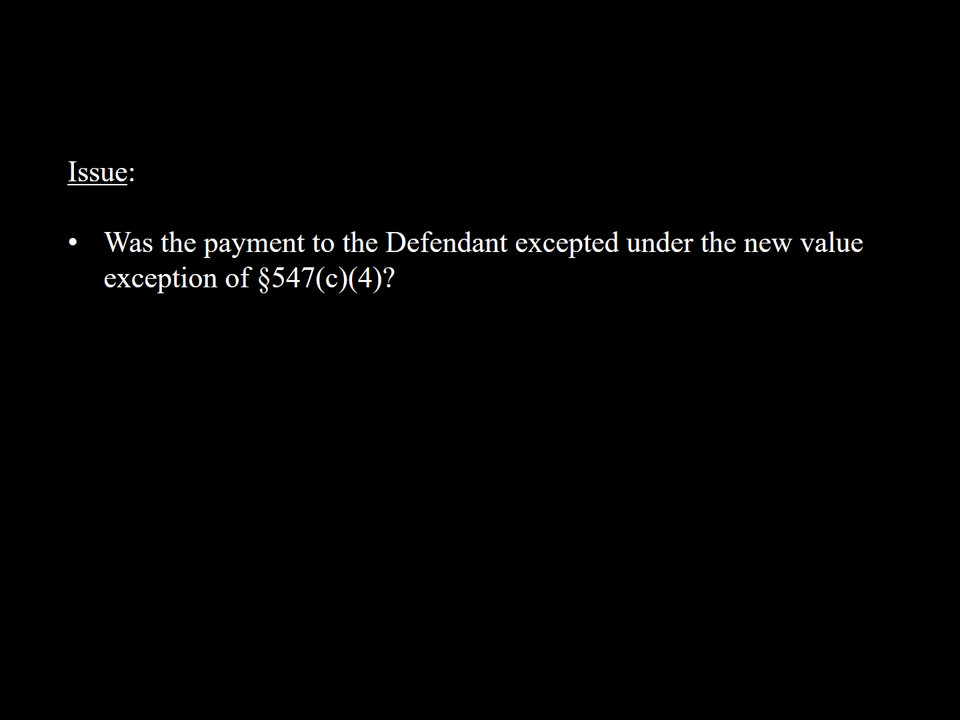 Issue:
• Was the payment to the Defendant excepted under the new value
exception of §547(c)(4)?